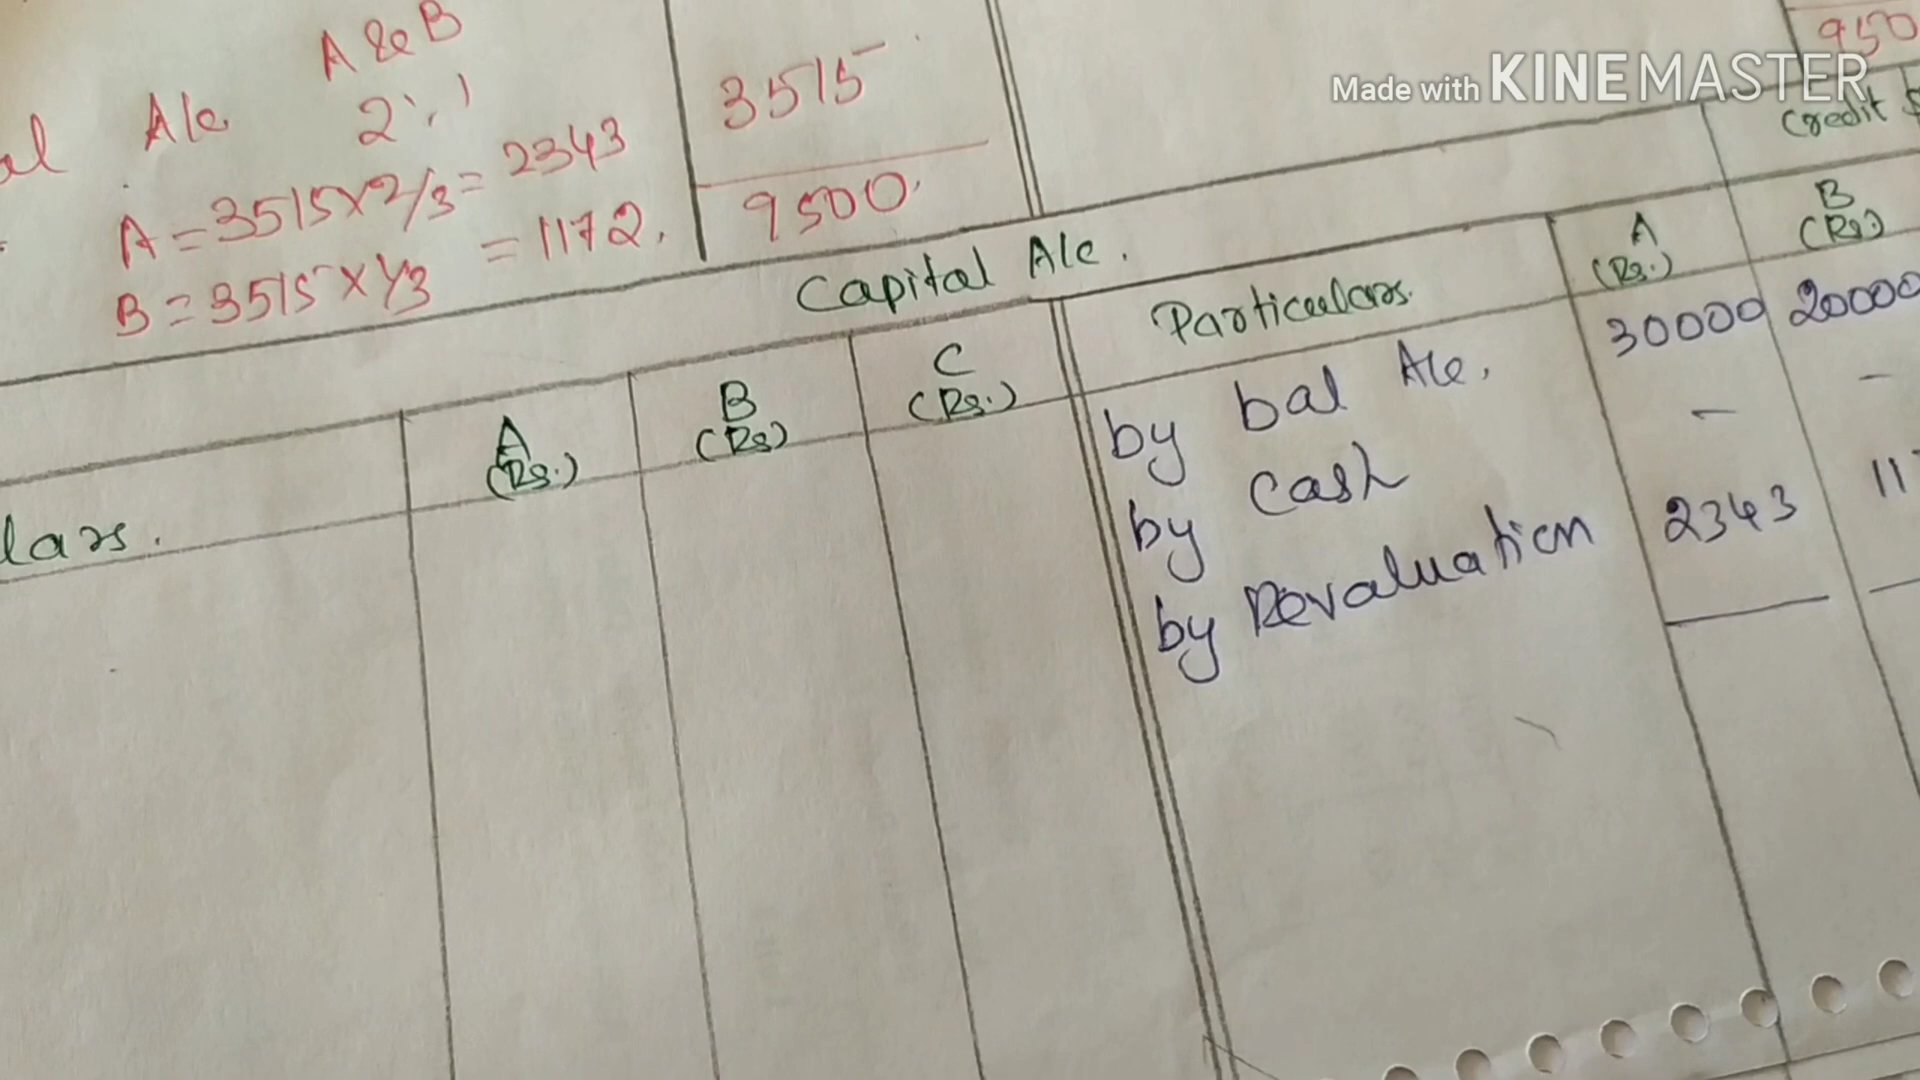 A & B
al A/c 2:1
3515
A = 3515 x 2/3 = 2343
B = 3515 x 1/3 = 1172.
9500.
950
Made with KINEMASTER
Credit
Capital A/c.
lars.
A (Rs.)
B (Rs)
C (Rs.)
Particulars.
A (Rs.)
B (Rs.)
by bal A/c. 30000 20000
by Cash - -
by Revaluation 2343 11